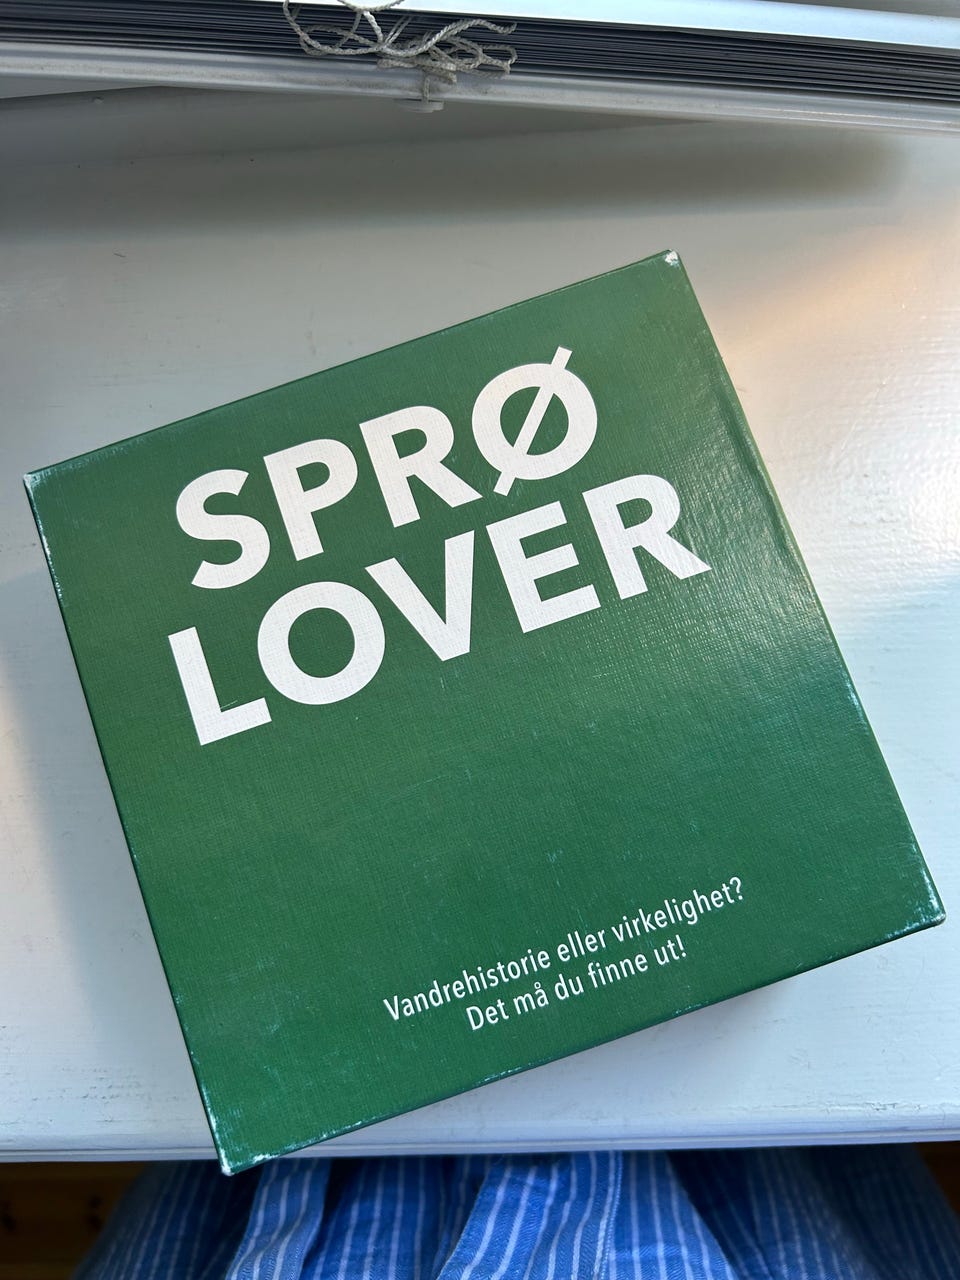 SPRØ
LOVER
Vandrehistorie eller virkelighet?
Det må du finne ut!